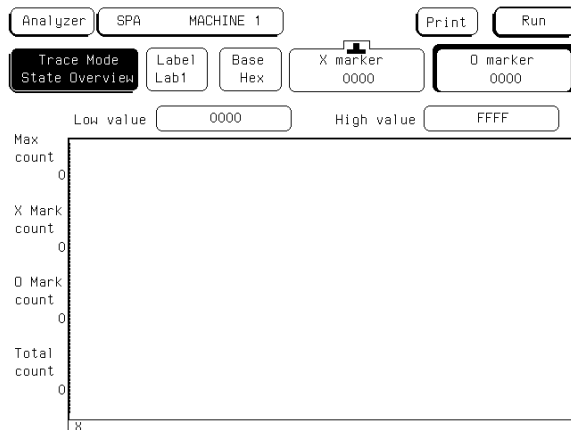 Analyzer SPA MACHINE 1 Print Run
Trace Mode State Overview Label Lab1 Base Hex X marker 0000 O marker 0000
Low value 0000 High value FFFF
Max count
0
X Mark count
0
O Mark count
0
Total count
0
X